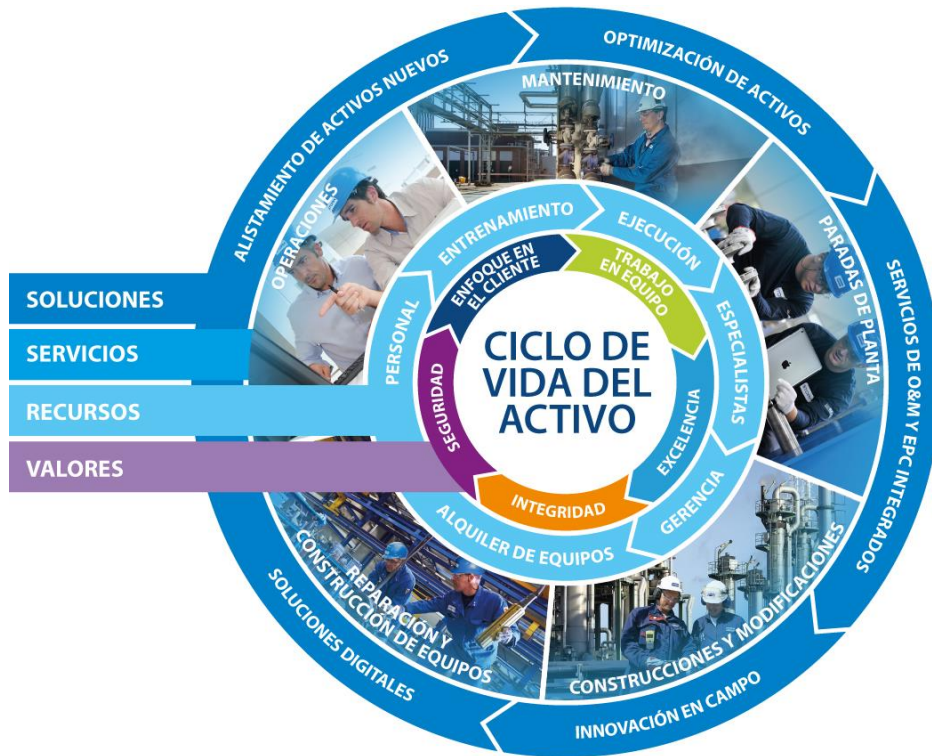 SOLUCIONES
SERVICIOS
RECURSOS
VALORES
ALISTAMIENTO DE ACTIVOS NUEVOS
OPTIMIZACIÓN DE ACTIVOS
SERVICIOS DE O&M Y EPC INTEGRADOS
INNOVACIÓN EN CAMPO
SOLUCIONES DIGITALES
OPERACIONES
MANTENIMIENTO
PARADAS DE PLANTA
CONSTRUCCIONES Y MODIFICACIONES
REPARACIÓN Y
CONSTRUCCIÓN DE EQUIPOS
PERSONAL
ENTRENAMIENTO
EJECUCIÓN
ESPECIALISTAS
GERENCIA
ALQUILER DE EQUIPOS
ENFOQUE EN
EL CLIENTE
TRABAJO
EN EQUIPO
EXCELENCIA
INTEGRIDAD
SEGURIDAD
CICLO DE
VIDA DEL
ACTIVO